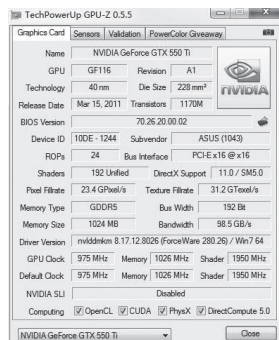 TechPowerUp GPU-Z 0.5.5
Graphics Card Sensors Validation PowerColor Giveaway
Name NVIDIA GeForce GTX 550 Ti
GPU GF116 Revision A1
Technology 40 nm Die Size 228 mm²
NVIDIA
Release Date Mar 15, 2011 Transistors 1170M
BIOS Version 70.26.20.00.02
Device ID 10DE - 1244 Subvendor ASUS (1043)
ROPs 24 Bus Interface PCI-E x16 @ x16
Shaders 192 Unified DirectX Support 11.0 / SM5.0
Pixel Fillrate 23.4 GPixel/s Texture Fillrate 31.2 GTexel/s
Memory Type GDDR5 Bus Width 192 Bit
Memory Size 1024 MB Bandwidth 98.5 GB/s
Driver Version nvlddmkm 8.17.12.8026 (ForceWare 280.26) / Win7 64
GPU Clock 975 MHz Memory 1026 MHz Shader 1950 MHz
Default Clock 975 MHz Memory 1026 MHz Shader 1950 MHz
NVIDIA SLI Disabled
Computing OpenCL CUDA PhysX DirectCompute 5.0
NVIDIA GeForce GTX 550 Ti Close